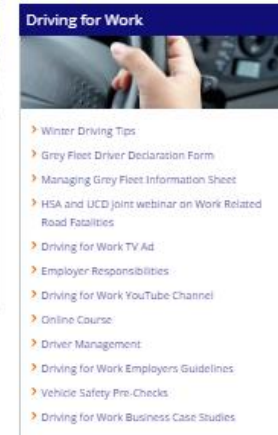 Driving for Work
Winter Driving Tips
Grey Fleet Driver Declaration Form
Managing Grey Fleet Information Sheet
HSA and UCD joint webinar on Work Related
Road Fatalities
Driving for Work TV Ad
Employer Responsibilities
Driving for Work YouTube Channel
Online Course
Driver Management
Driving for Work Employers Guidelines
Vehicle Safety Pre-Checks
Driving for Work Business Case Studies